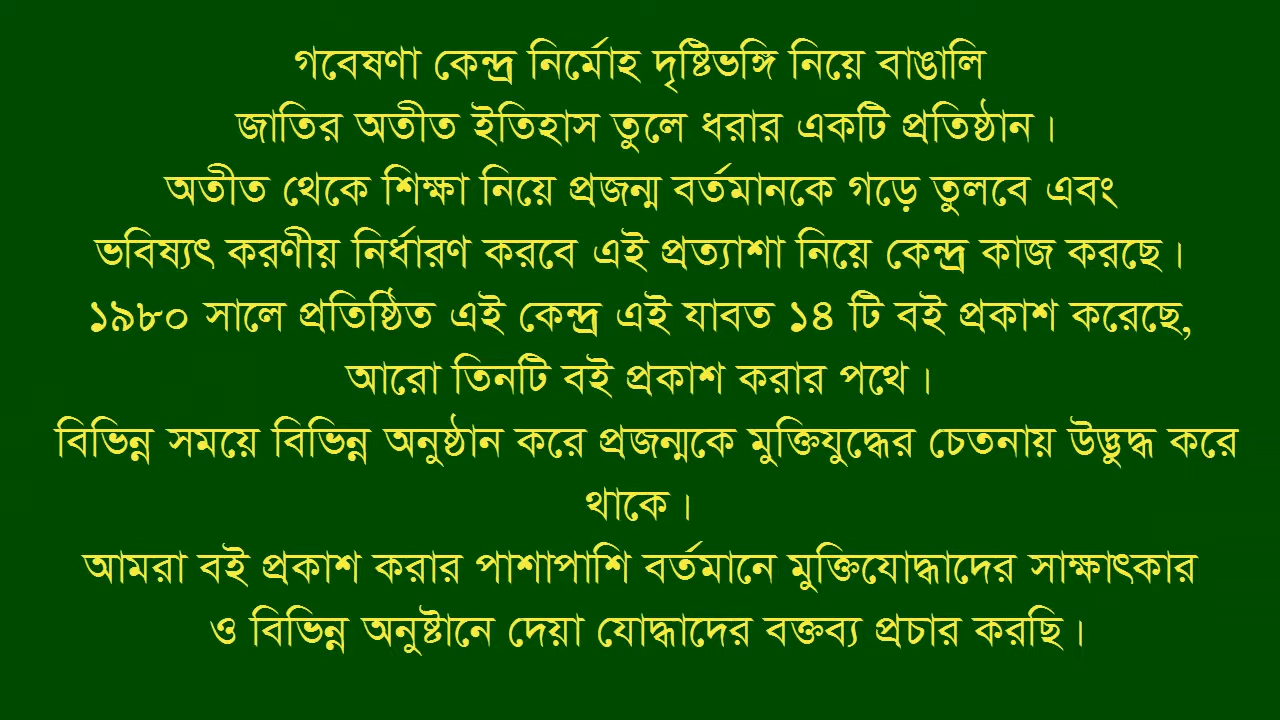 গবেষণা কেন্দ্র নির্মোহ দৃষ্টিভঙ্গি নিয়ে বাঙালি
জাতির অতীত ইতিহাস তুলে ধরার একটি প্রতিষ্ঠান।
অতীত থেকে শিক্ষা নিয়ে প্রজন্ম বর্তমানকে গড়ে তুলবে এবং
ভবিষ্যৎ করণীয় নির্ধারণ করবে এই প্রত্যাশা নিয়ে কেন্দ্র কাজ করছে।
১৯৮০ সালে প্রতিষ্ঠিত এই কেন্দ্র এই যাবত ১৪ টি বই প্রকাশ করেছে,
আরো তিনটি বই প্রকাশ করার পথে।
বিভিন্ন সময়ে বিভিন্ন অনুষ্ঠান করে প্রজন্মকে মুক্তিযুদ্ধের চেতনায় উদ্ভুদ্ধ করে
থাকে।
আমরা বই প্রকাশ করার পাশাপাশি বর্তমানে মুক্তিযোদ্ধাদের সাক্ষাৎকার
ও বিভিন্ন অনুষ্টানে দেয়া যোদ্ধাদের বক্তব্য প্রচার করছি।